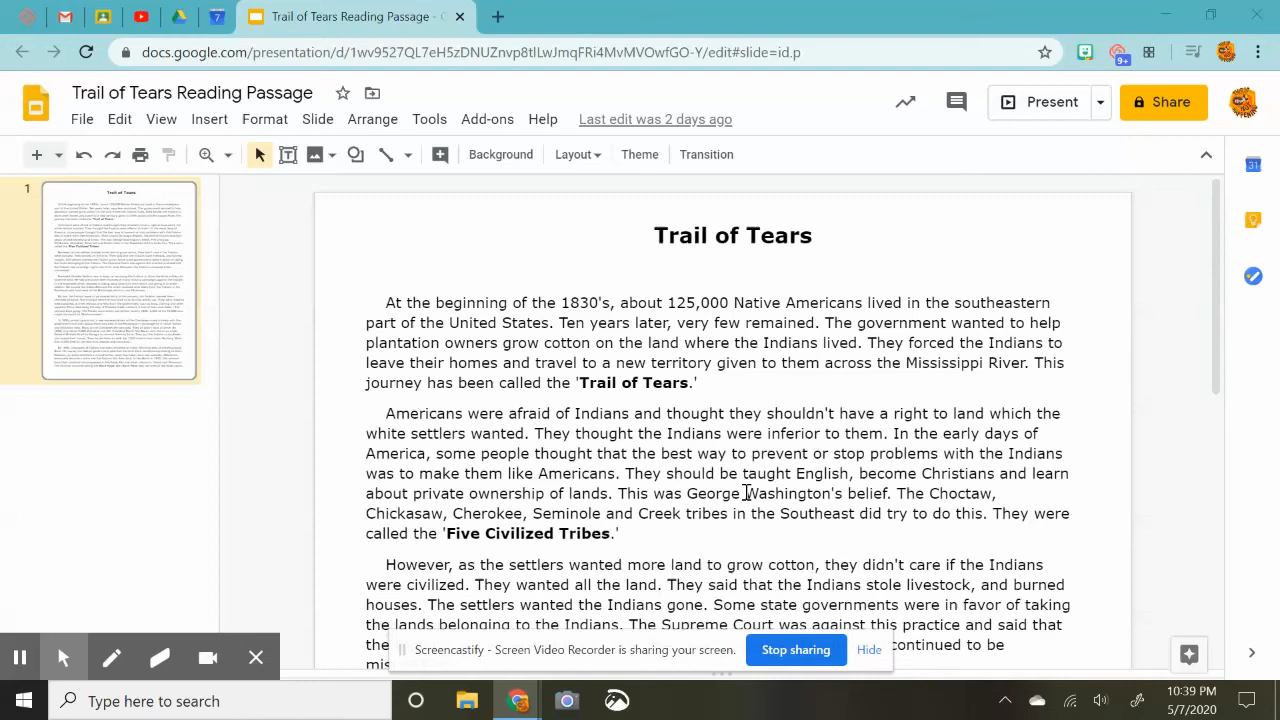 Trail of Tears Reading Passage - G
docs.google.com/presentation/d/1wv9527QL7eH5zDNUZnvp8tlLwJmqFRi4MvMVOwfGO-Y/edit#slide=id.p
9+
Trail of Tears Reading Passage
Present
Share
File Edit View Insert Format Slide Arrange Tools Add-ons Help Last edit was 2 days ago
Background Layout Theme Transition
31
1
Trail of Tears
Trail of Tears
At the beginning of the 1830's, about 125,000 Native Americans lived in the southeastern
part of the United States. Ten years later, very few remained. The government wanted to help
plantation owners grow cotton on the land where the Indians lived. They forced the Indians to
leave their homes and travel to a new territory given to them across the Mississippi River. This
journey has been called the 'Trail of Tears.'
Americans were afraid of Indians and thought they shouldn't have a right to land which the
white settlers wanted. They thought the Indians were inferior to them. In the early days of
America, some people thought that the best way to prevent or stop problems with the Indians
was to make them like Americans. They should be taught English, become Christians and learn
about private ownership of lands. This was George Washington's belief. The Choctaw,
Chickasaw, Cherokee, Seminole and Creek tribes in the Southeast did try to do this. They were
called the 'Five Civilized Tribes.'
However, as the settlers wanted more land to grow cotton, they didn't care if the Indians
were civilized. They wanted all the land. They said that the Indians stole livestock, and burned
houses. The settlers wanted the Indians gone. Some state governments were in favor of taking
the lands belonging to the Indians. The Supreme Court was against this practice and said that
continued to be
Screencastify - Screen Video Recorder is sharing your screen.
Stop sharing
Hide
Type here to search
10:39 PM
5/7/2020